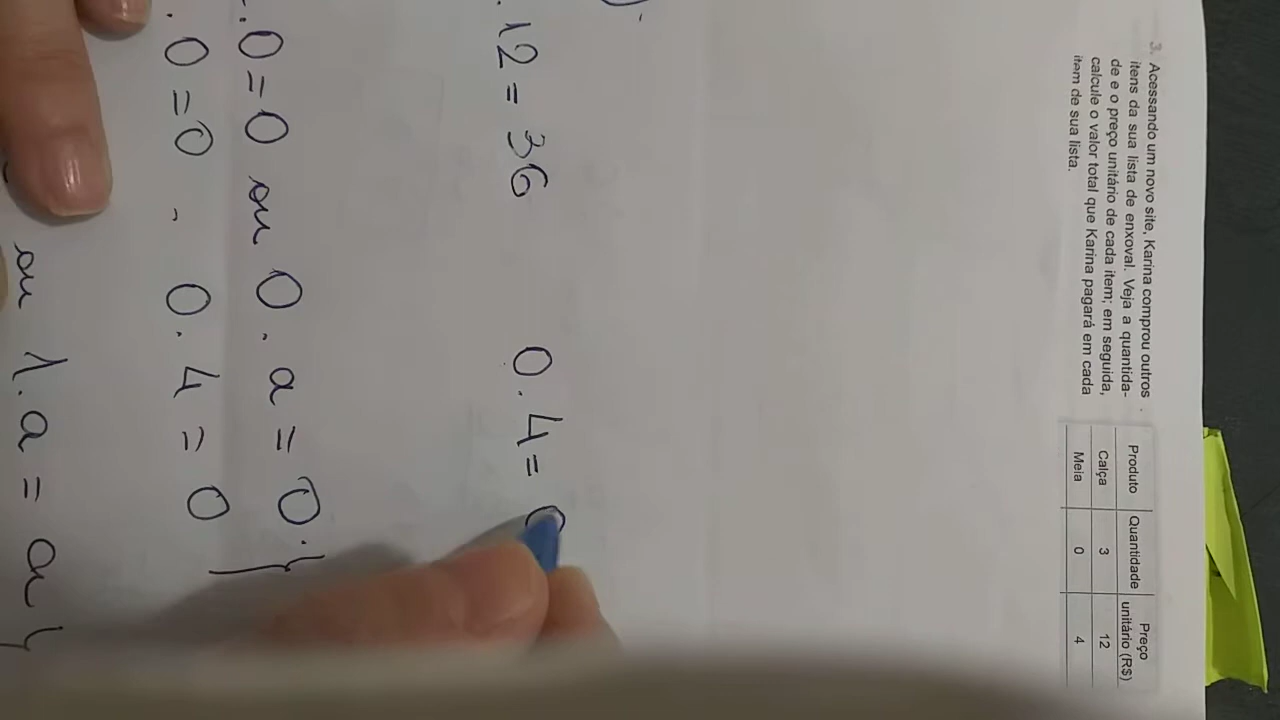 3. Acessando um novo site, Karina comprou outros
itens da sua lista de enxoval. Veja a quantida-
de e o preço unitário de cada item; em seguida,
calcule o valor total que Karina pagará em cada
item de sua lista.
Produto Quantidade Preço unitário (R$)
Calça 3 12
Meia 0 4
. 12 = 36 0 . 4 = 0
. 0 = 0 ou 0 . a = 0 . }
. 0 = 0 , 0 . 4 = 0
ou 1 . a = a }